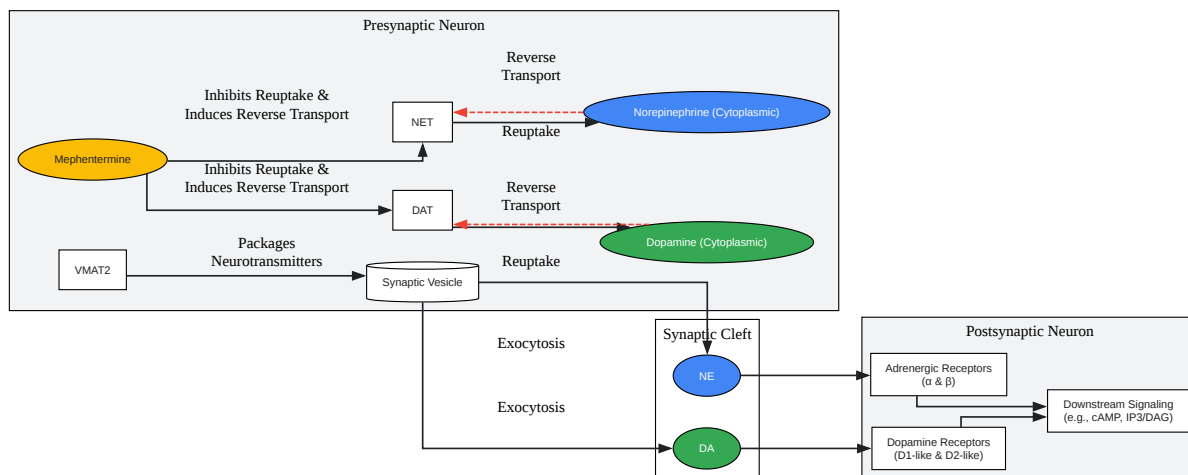 Presynaptic Neuron
Reverse
Transport
Inhibits Reuptake &
Induces Reverse Transport
Norepinephrine (Cytoplasmic)
NET
Reuptake
Mephentermine
Inhibits Reuptake &
Induces Reverse Transport
Reverse
Transport
DAT
Dopamine (Cytoplasmic)
Packages
Neurotransmitters
Reuptake
VMAT2
Synaptic Vesicle
Synaptic Cleft
Postsynaptic Neuron
Exocytosis
NE
Adrenergic Receptors
(α & β)
Downstream Signaling
(e.g., cAMP, IP3/DAG)
Exocytosis
DA
Dopamine Receptors
(D1-like & D2-like)